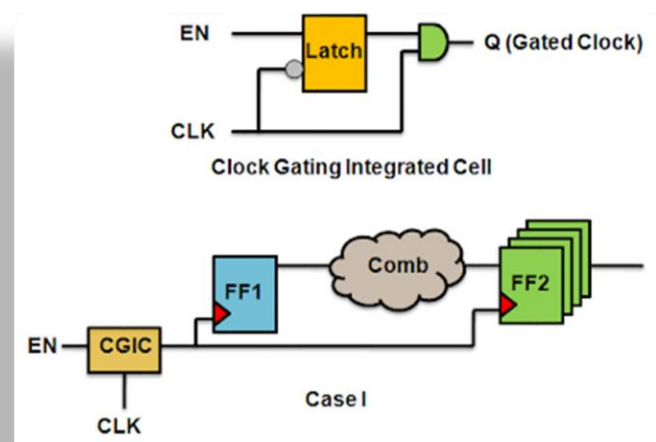 EN
Latch
Q (Gated Clock)
CLK
Clock Gating Integrated Cell
FF1
Comb
FF2
EN
CGIC
Case I
CLK